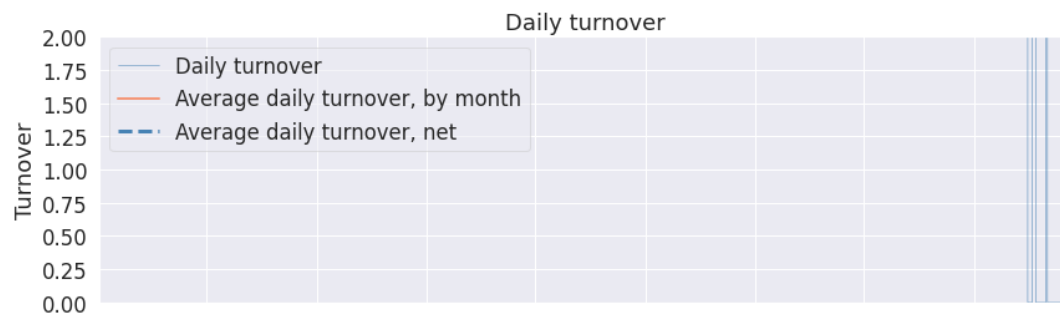 Daily turnover
2.00
1.75
1.50
1.25
1.00
0.75
0.50
0.25
0.00
Turnover
Daily turnover
Average daily turnover, by month
Average daily turnover, net